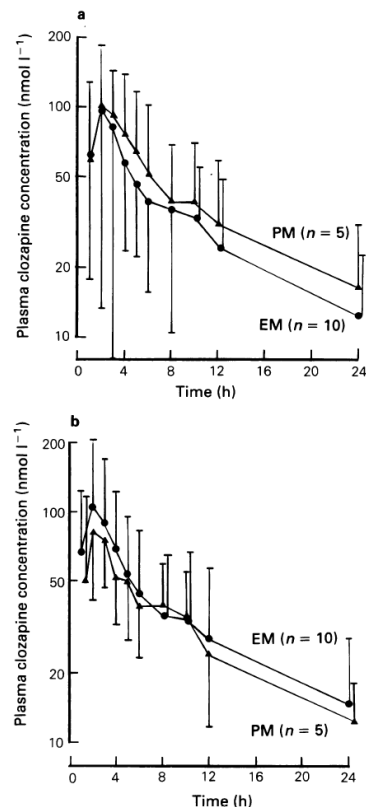 a
200
100
50
20
10
Plasma clozapine concentration (nmol l⁻¹)
PM (n = 5)
EM (n = 10)
0 4 8 12 16 20 24
Time (h)
b
200
100
50
20
10
Plasma clozapine concentration (nmol l⁻¹)
EM (n = 10)
PM (n = 5)
0 4 8 12 16 20 24
Time (h)